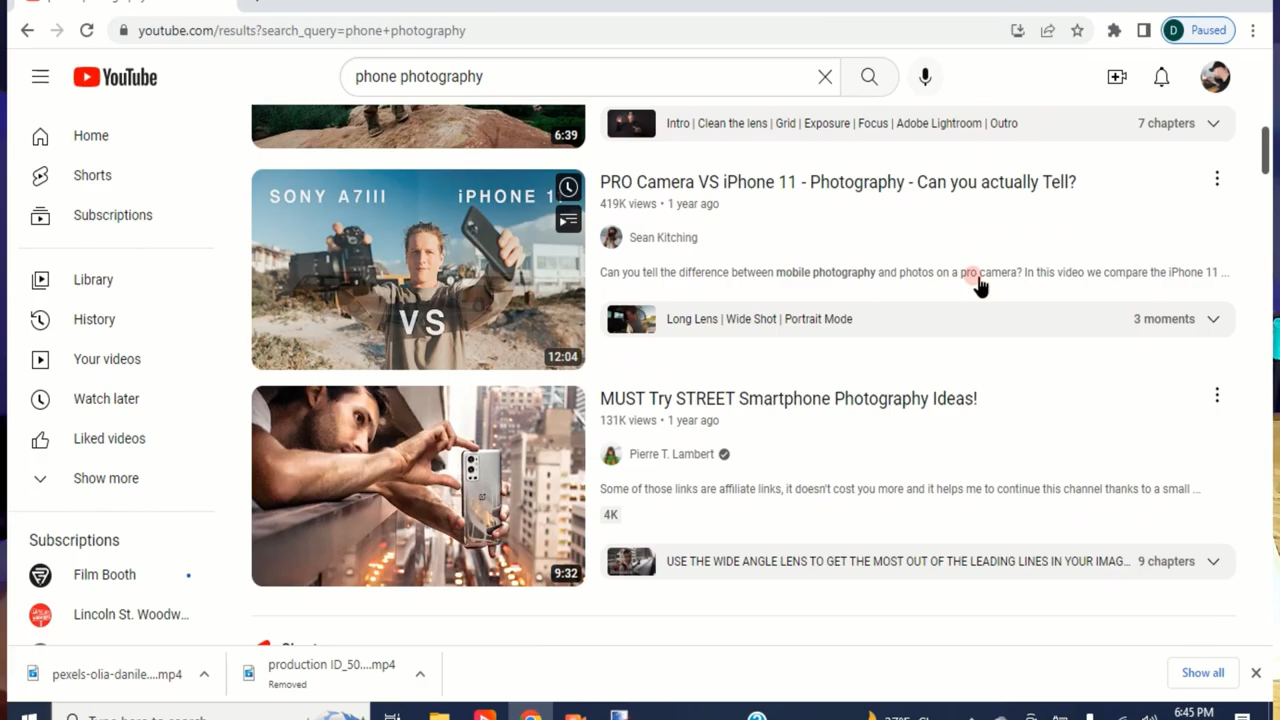 youtube.com/results?search_query=phone+photography
D Paused
YouTube
phone photography
Home
Shorts
Subscriptions
Library
History
Your videos
Watch later
Liked videos
Show more
Subscriptions
Film Booth
Lincoln St. Woodw...
6:39
Intro | Clean the lens | Grid | Exposure | Focus | Adobe Lightroom | Outro
7 chapters
SONY A7III
iPHONE 1
VS
12:04
PRO Camera VS iPhone 11 - Photography - Can you actually Tell?
419K views • 1 year ago
Sean Kitching
Can you tell the difference between mobile photography and photos on a pro camera? In this video we compare the iPhone 11 ...
Long Lens | Wide Shot | Portrait Mode
3 moments
9:32
MUST Try STREET Smartphone Photography Ideas!
131K views • 1 year ago
Pierre T. Lambert
Some of those links are affiliate links, it doesn't cost you more and it helps me to continue this channel thanks to a small ...
4K
USE THE WIDE ANGLE LENS TO GET THE MOST OUT OF THE LEADING LINES IN YOUR IMAG...
9 chapters
pexels-olia-danile....mp4
production ID_50....mp4
Removed
Show all
6:45 PM